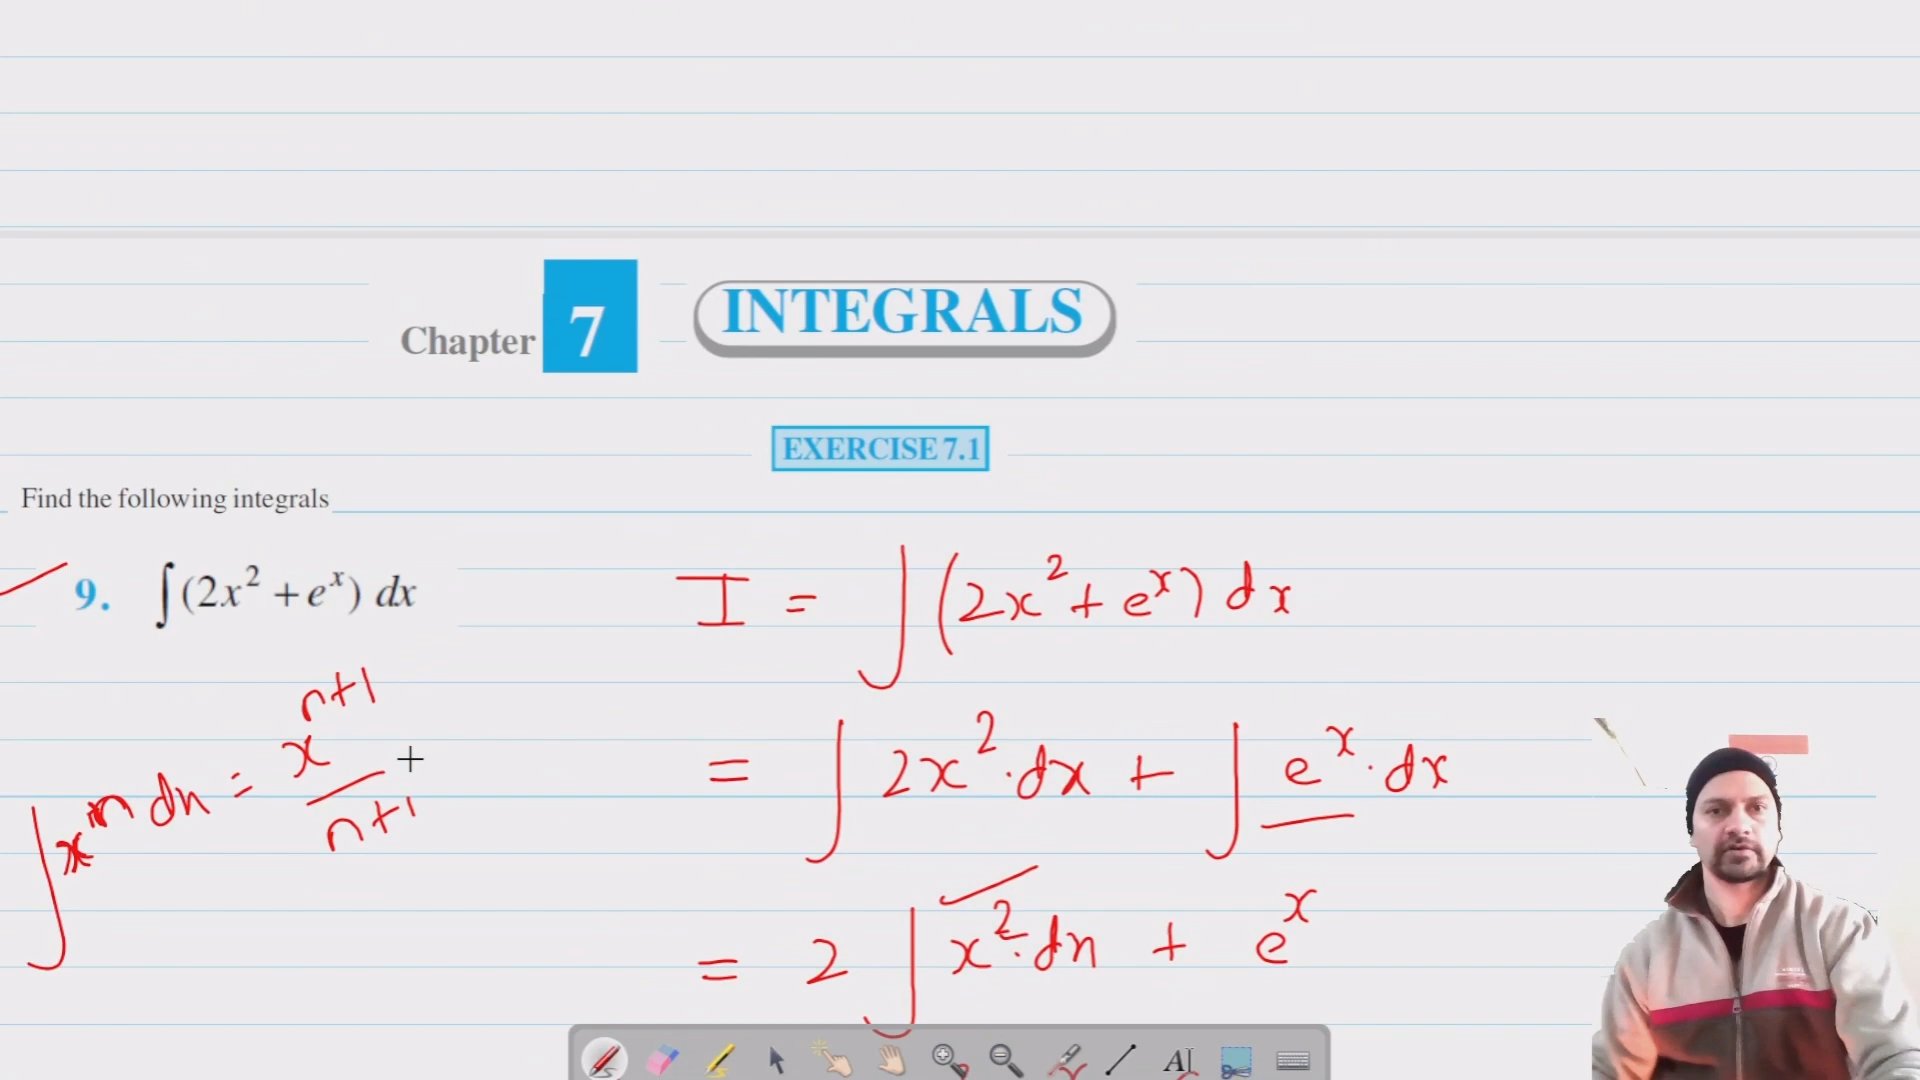 Chapter 7 INTEGRALS
EXERCISE 7.1
Find the following integrals
9. ∫(2x² + eˣ) dx
I = ∫(2x² + eˣ) dx
= ∫2x².dx + ∫eˣ.dx
= 2∫x².dx + eˣ
∫xⁿ dx = xⁿ⁺¹/n+1
AI